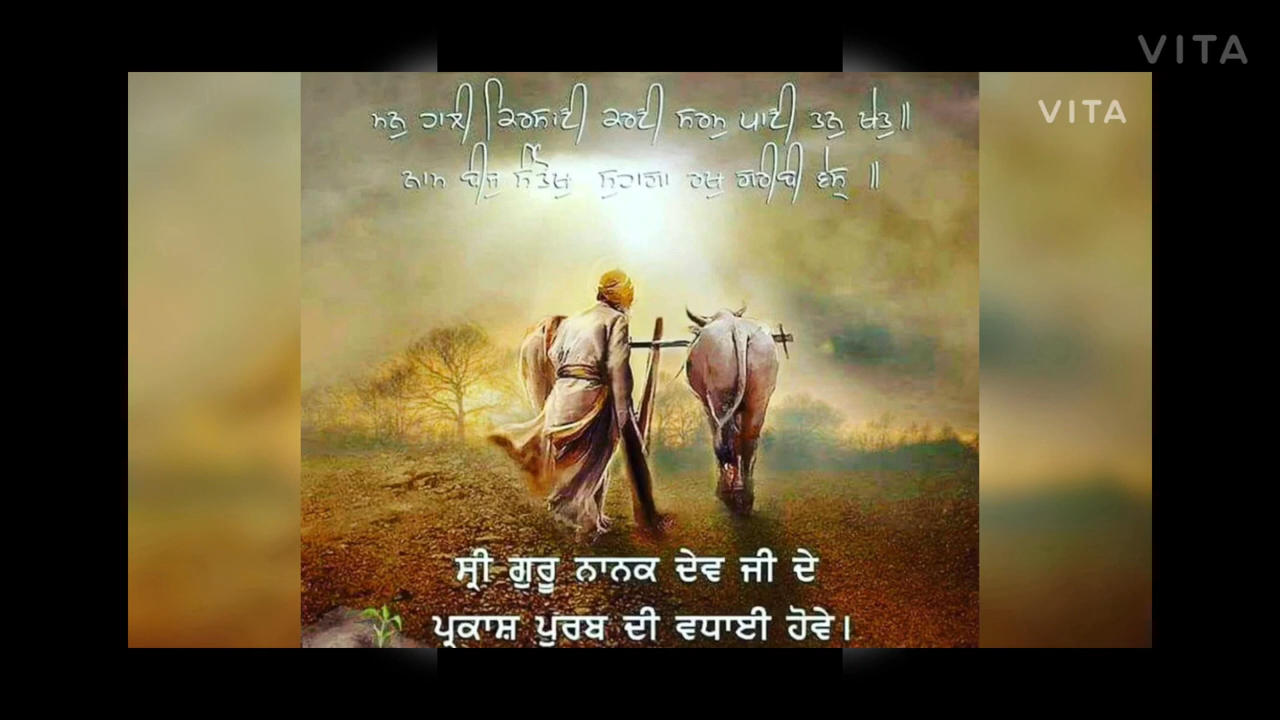 VITA
VITA
ਮਨੁ ਹਾਲੀ ਕਿਰਸਾਣੀ ਕਰਣੀ ਸਰਮੁ ਪਾਣੀ ਤਨੁ ਖੇਤੁ ॥
ਨਾਮ ਬੀਜੁ ਸੰਤੋਖੁ ਸੁਹਾਗਾ ਰਖੁ ਗਰੀਬੀ ਵੇਸੁ ॥
ਸ੍ਰੀ ਗੁਰੂ ਨਾਨਕ ਦੇਵ ਜੀ ਦੇ
ਪ੍ਰਕਾਸ਼ ਪੁਰਬ ਦੀ ਵਧਾਈ ਹੋਵੇ।